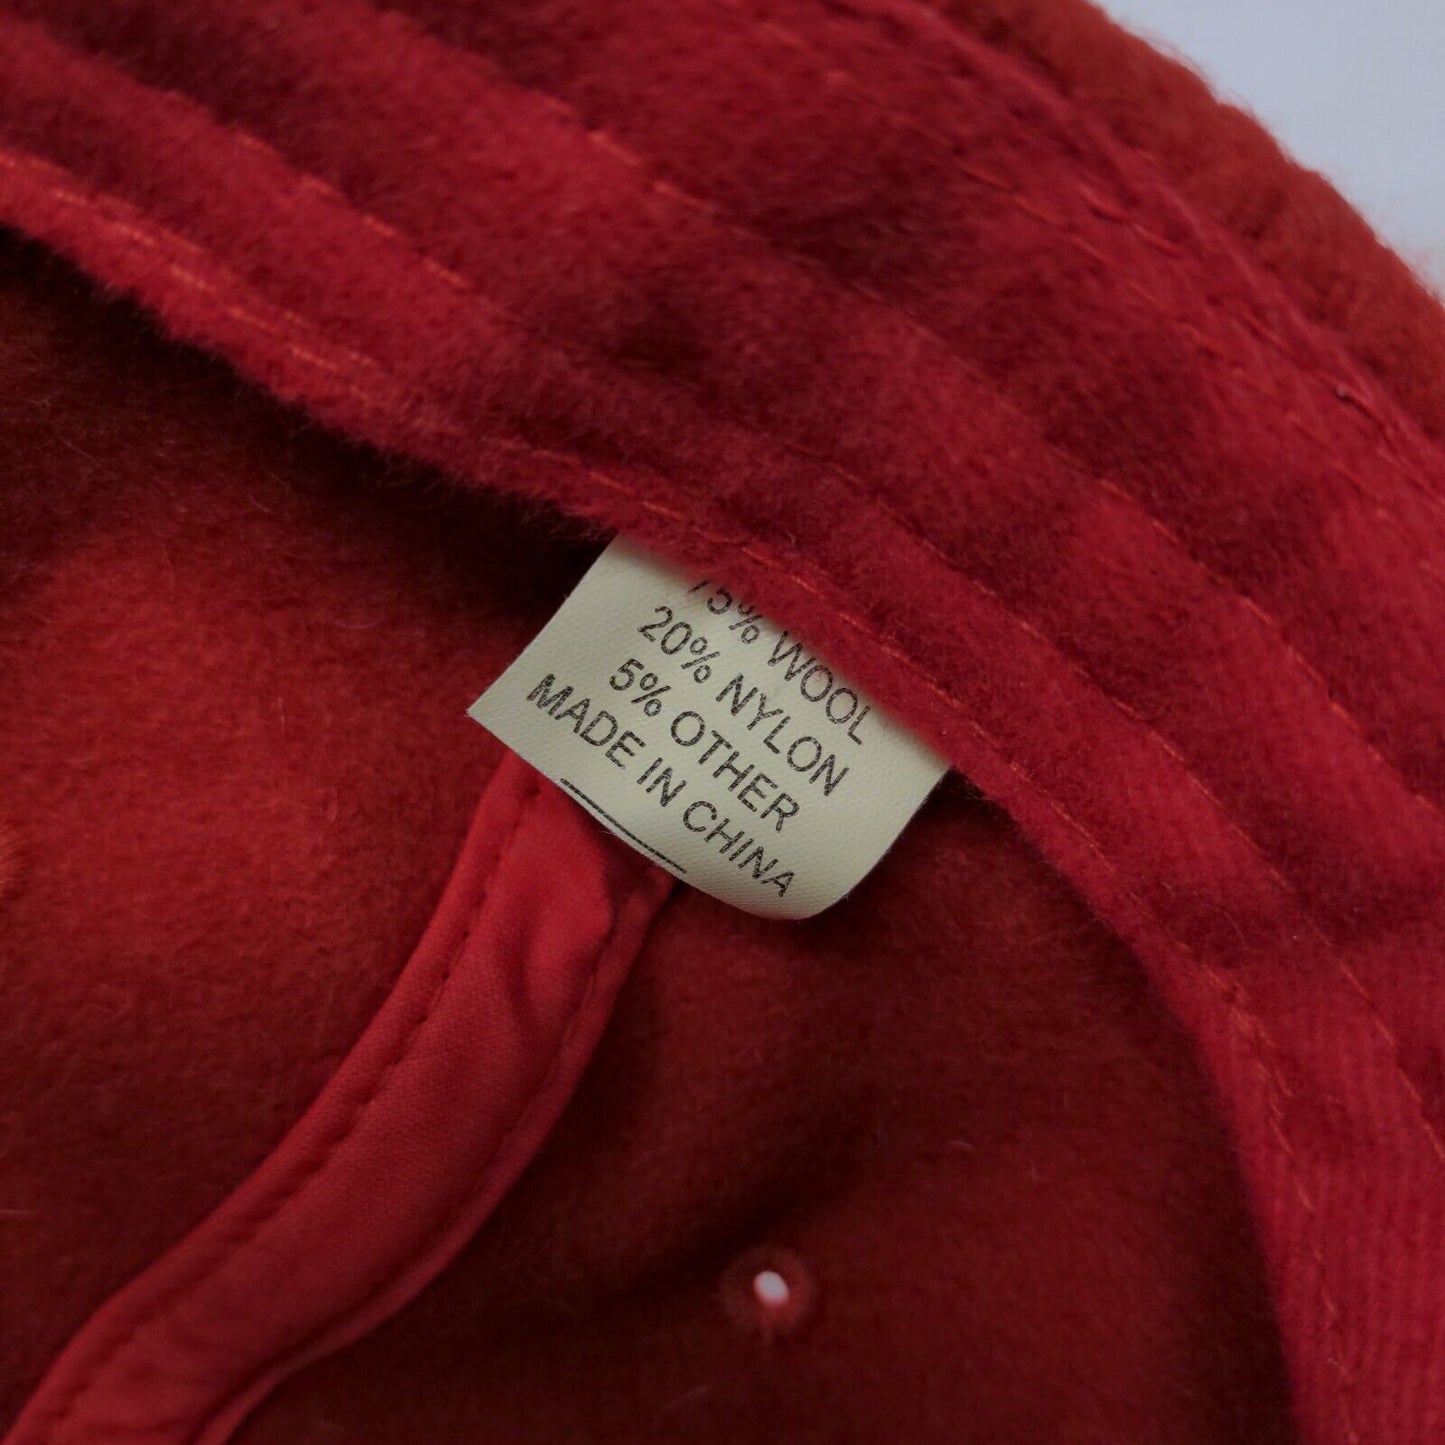 75% WOOL
20% NYLON
5% OTHER
MADE IN CHINA